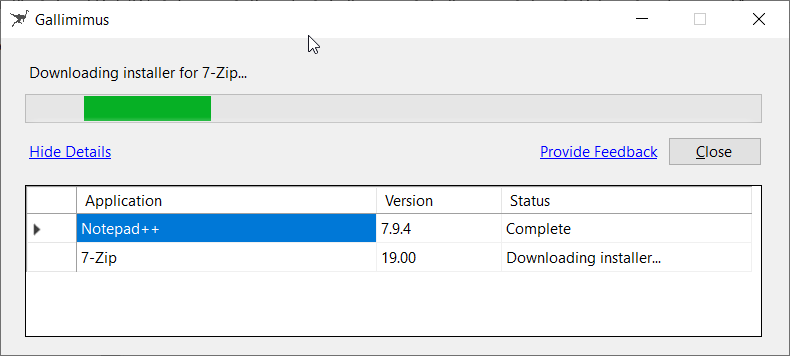 Gallimimus
Downloading installer for 7-Zip...
Hide Details Provide Feedback Close
Application Version Status
Notepad++ 7.9.4 Complete
7-Zip 19.00 Downloading installer...